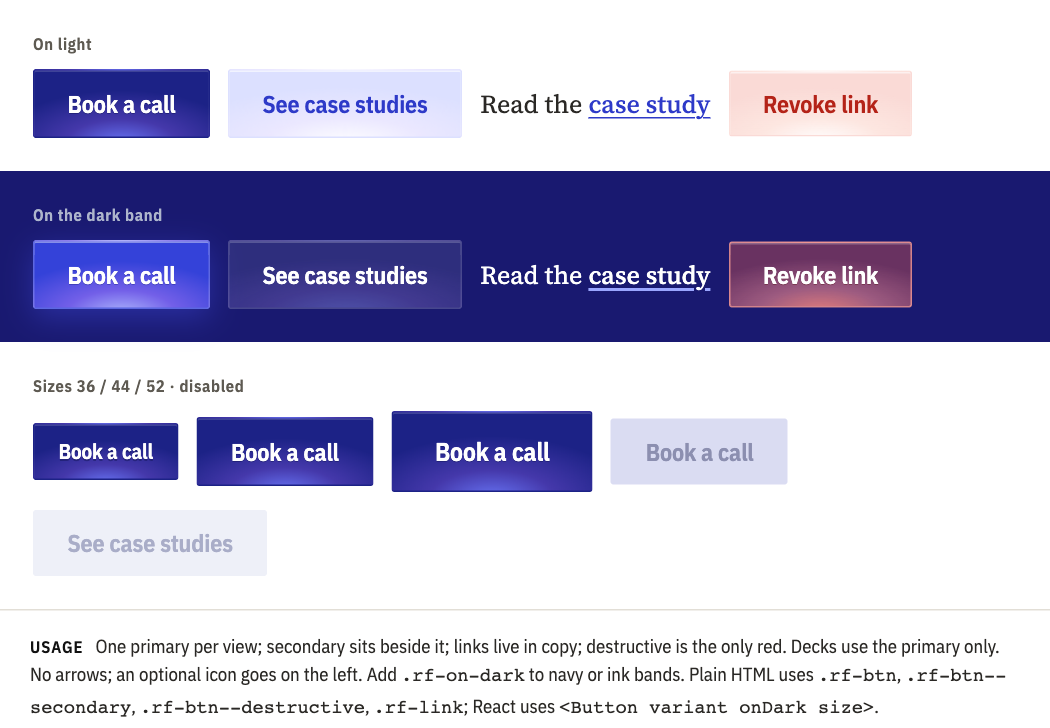 On light
Book a call
See case studies
Read the case study
Revoke link
On the dark band
Book a call
See case studies
Read the case study
Revoke link
Sizes 36 / 44 / 52 · disabled
Book a call
Book a call
Book a call
Book a call
See case studies
USAGE One primary per view; secondary sits beside it; links live in copy; destructive is the only red. Decks use the primary only.
No arrows; an optional icon goes on the left. Add .rf-on-dark to navy or ink bands. Plain HTML uses .rf-btn, .rf-btn--
secondary, .rf-btn--destructive, .rf-link; React uses <Button variant onDark size>.